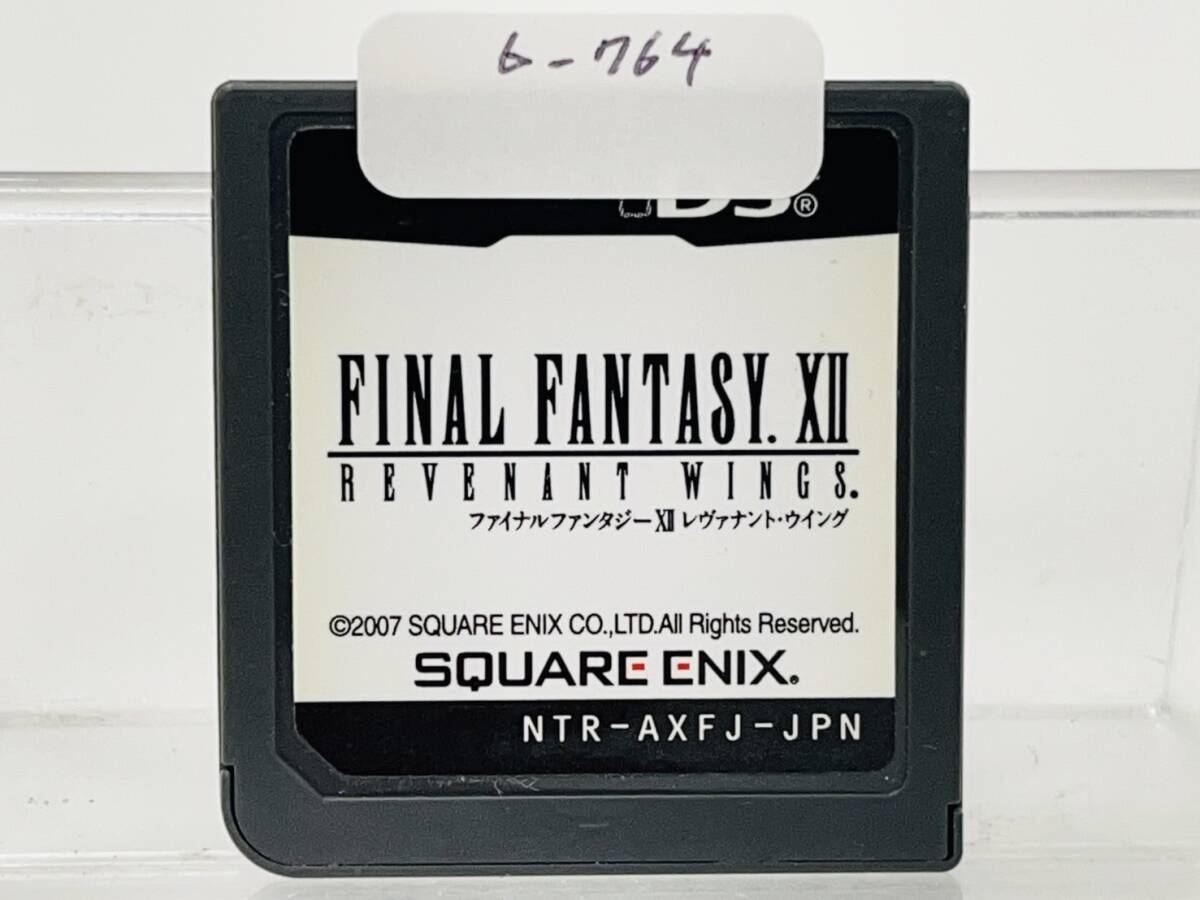 6-764
DS®
FINAL FANTASY. XII
REVENANT WINGS.
ファイナルファンタジーXII レヴァナント・ウイング
©2007 SQUARE ENIX CO.,LTD.All Rights Reserved.
SQUARE ENIX.
NTR-AXFJ-JPN